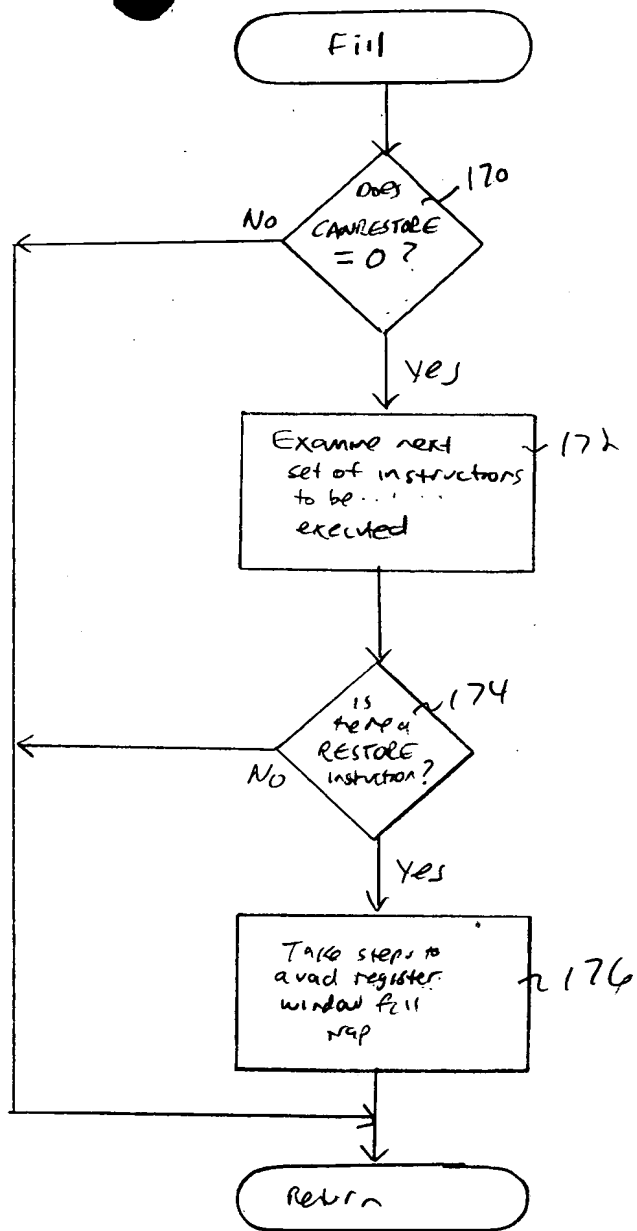 Fill
Does
CANRESTORE
= 0 ?
170
No
Yes
Examine next
set of instructions
to be
executed
172
Is
there a
RESTORE
instruction?
174
No
Yes
Take steps to
avoid register
window fill
trap
176
Return